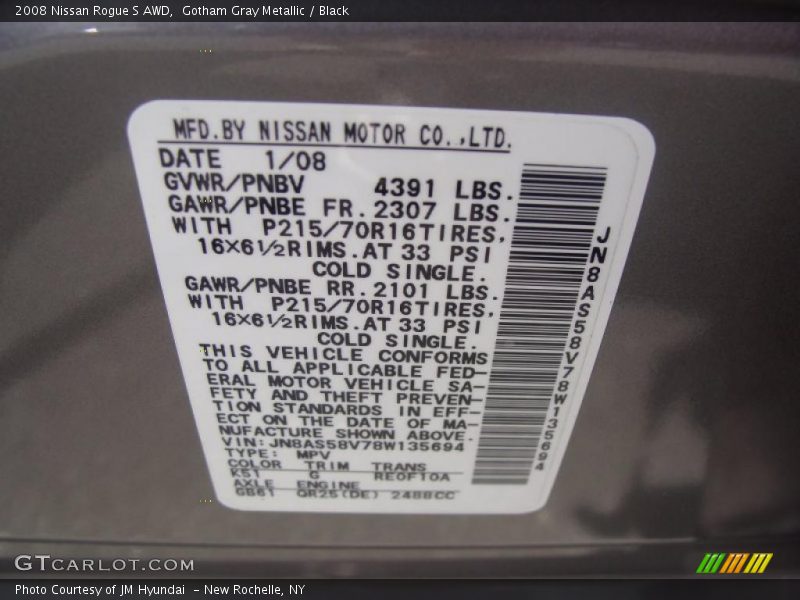 2008 Nissan Rogue S AWD,  Gotham Gray Metallic / Black
MFD.BY NISSAN MOTOR CO.,LTD.
DATE 1/08
GVWR/PNBV 4391 LBS.
GAWR/PNBE FR.2307 LBS.
WITH P215/70R16TIRES,
16×6½RIMS.AT 33 PSI
COLD SINGLE.
GAWR/PNBE RR.2101 LBS.
WITH P215/70R16TIRES,
16×6½RIMS.AT 33 PSI
COLD SINGLE.
THIS VEHICLE CONFORMS
TO ALL APPLICABLE FED-
ERAL MOTOR VEHICLE SA-
FETY AND THEFT PREVEN-
TION STANDARDS IN EFF-
ECT ON THE DATE OF MA-
NUFACTURE SHOWN ABOVE.
VIN:JN8AS58V78W135694
TYPE: MPV
COLOR TRIM TRANS
K51 G RE0F10A
AXLE ENGINE
GB61 QR25(DE) 2488CC
JN8AS58V78W135694
GTCARLOT.COM
Photo Courtesy of JM Hyundai  - New Rochelle, NY